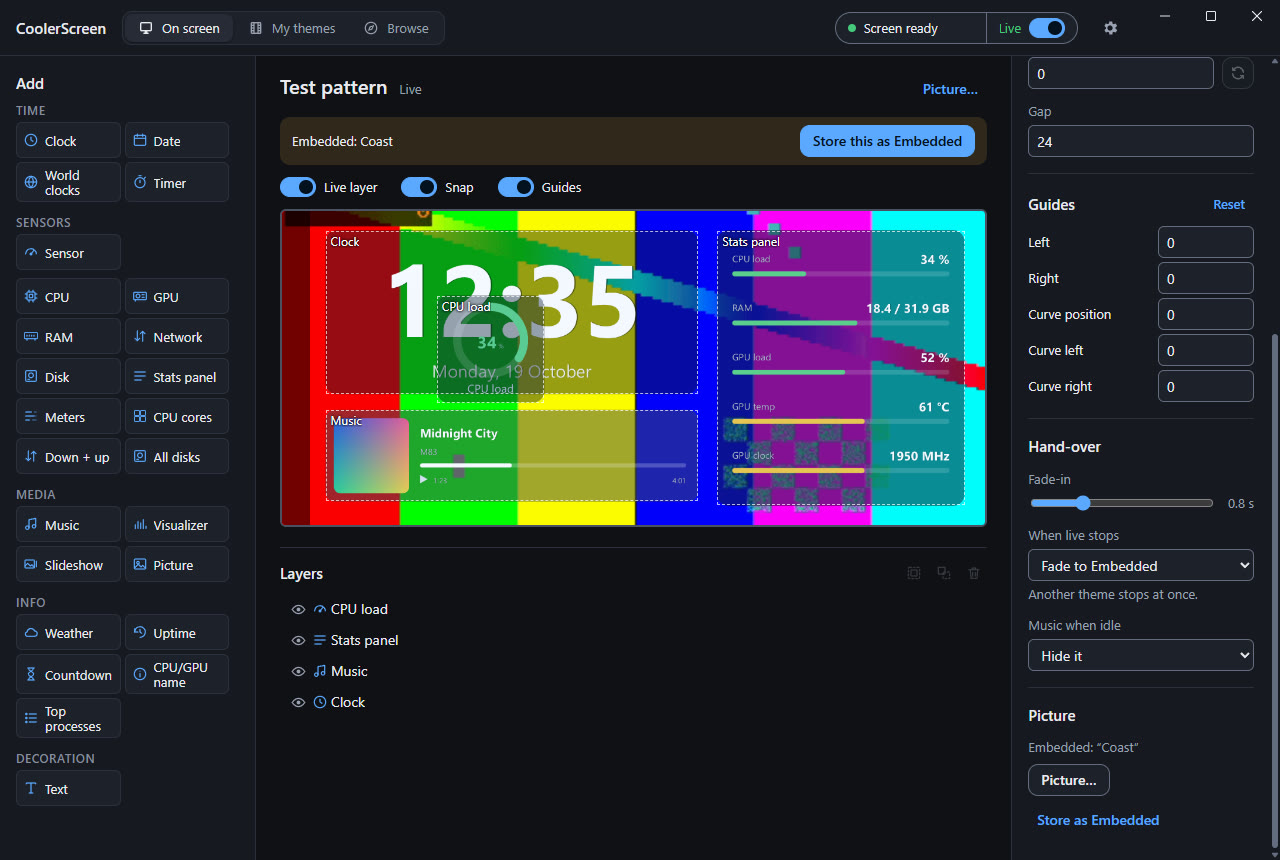 CoolerScreen
On screen
My themes
Browse
Screen ready
Live
Add
TIME
Clock
Date
World clocks
Timer
SENSORS
Sensor
CPU
GPU
RAM
Network
Disk
Stats panel
Meters
CPU cores
Down + up
All disks
MEDIA
Music
Visualizer
Slideshow
Picture
INFO
Weather
Uptime
Countdown
CPU/GPU name
Top processes
DECORATION
Text
Test pattern
Live
Picture...
Embedded: Coast
Store this as Embedded
Live layer
Snap
Guides
Clock
12:35
Monday, 19 October
CPU load
34 %
CPU load
Music
Midnight City
M83
1:23
4:01
Stats panel
CPU load
34 %
RAM
18.4 / 31.9 GB
GPU load
52 %
GPU temp
61 °C
GPU clock
1950 MHz
Layers
CPU load
Stats panel
Music
Clock
0
Gap
24
Guides
Reset
Left
0
Right
0
Curve position
0
Curve left
0
Curve right
0
Hand-over
Fade-in
0.8 s
When live stops
Fade to Embedded
Another theme stops at once.
Music when idle
Hide it
Picture
Embedded: “Coast”
Picture...
Store as Embedded